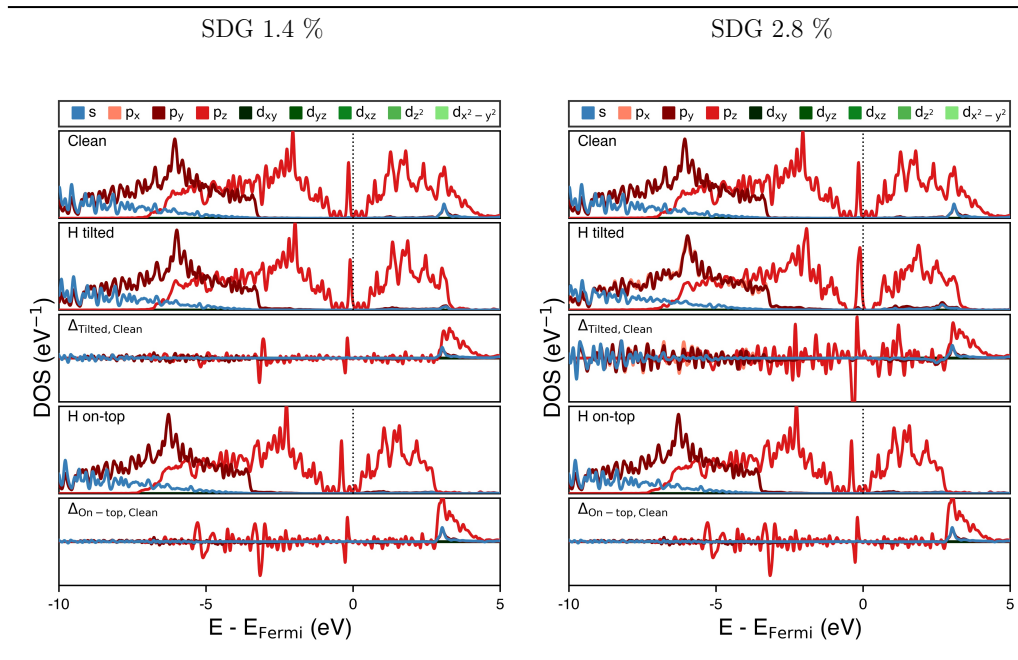 SDG 1.4 % SDG 2.8 %
s pₓ p_y p_z d_xy d_yz d_xz d_z² d_x²−y² s pₓ p_y p_z d_xy d_yz d_xz d_z² d_x²−y²
Clean Clean
H tilted H tilted
Δ_Tilted, Clean Δ_Tilted, Clean
DOS (eV⁻¹) DOS (eV⁻¹)
H on-top H on-top
Δ_On−top, Clean Δ_On−top, Clean
-10 -5 0 5 -10 -5 0 5
E - E_Fermi (eV) E - E_Fermi (eV)